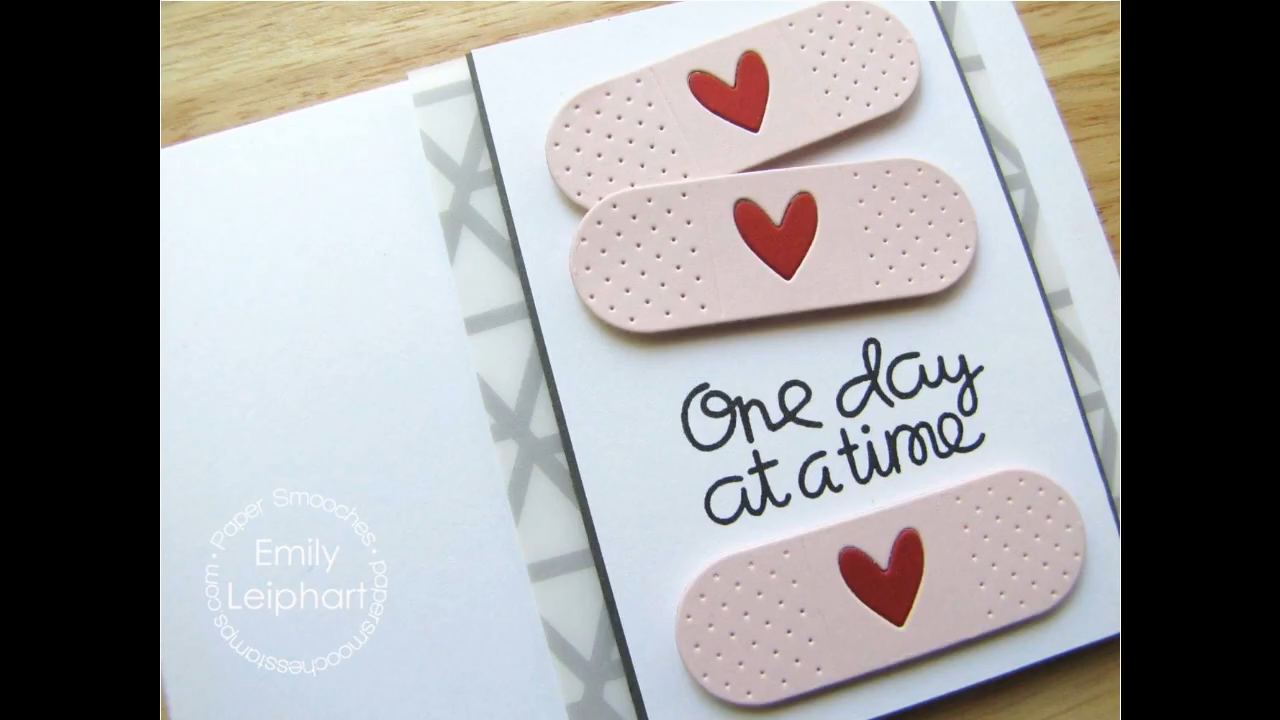 One day
at a time
Emily
Leiphart
Paper Smooches • papersmoochesstamps.com •